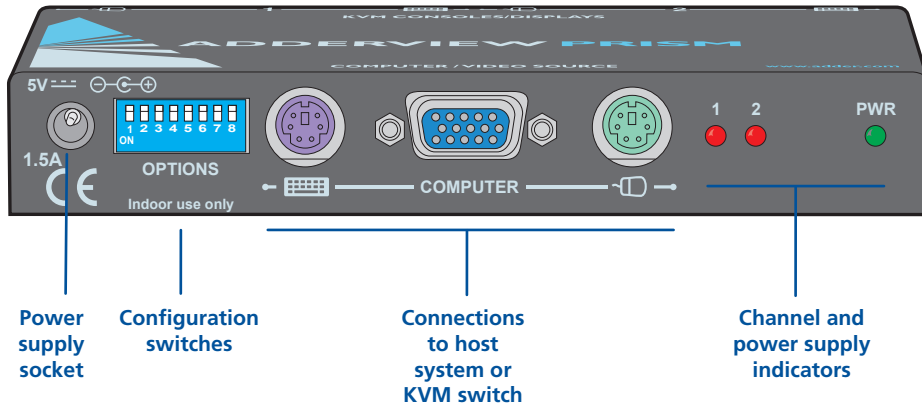 1 2
KVM CONSOLES/DISPLAYS
ADDERVIEW PRISM
COMPUTER / VIDEO SOURCE www.adder.com
5V
1 2 PWR
1 2 3 4 5 6 7 8
ON
1.5A
OPTIONS
CE
COMPUTER
Indoor use only
Power
supply
socket
Configuration
switches
Connections
to host
system or
KVM switch
Channel and
power supply
indicators